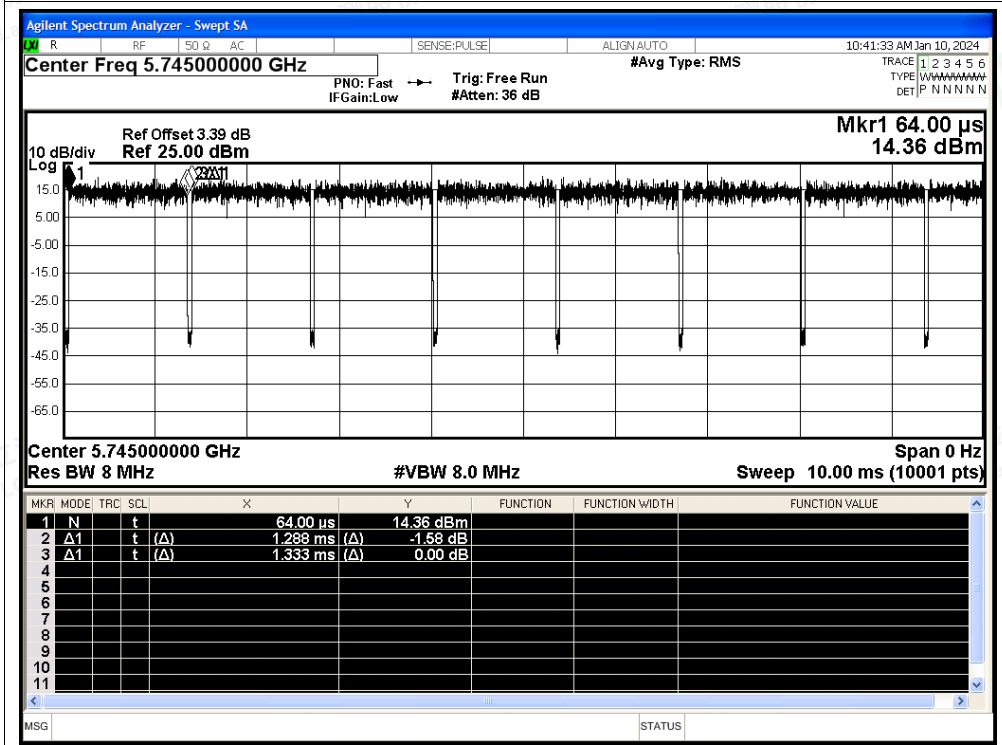 Agilent Spectrum Analyzer - Swept SA
LXI R RF 50 Ω AC SENSE:PULSE ALIGN AUTO 10:41:33 AM Jan 10, 2024
Center Freq 5.745000000 GHz #Avg Type: RMS TRACE 1 2 3 4 5 6
PNO: Fast Trig: Free Run TYPE
IFGain:Low #Atten: 36 dB DET P N N N N N
Mkr1 64.00 µs
Ref Offset 3.39 dB
10 dB/div Ref 25.00 dBm 14.36 dBm
Log
1
15.0
5.00
-5.00
-15.0
-25.0
-35.0
-45.0
-55.0
-65.0
Center 5.745000000 GHz Span 0 Hz
Res BW 8 MHz #VBW 8.0 MHz Sweep 10.00 ms (10001 pts)
MKR MODE TRC SCL X Y FUNCTION FUNCTION WIDTH FUNCTION VALUE
1 N t 64.00 µs 14.36 dBm
2 Δ1 t (Δ) 1.288 ms (Δ) -1.58 dB
3 Δ1 t (Δ) 1.333 ms (Δ) 0.00 dB
4
5
6
7
8
9
10
11
MSG STATUS